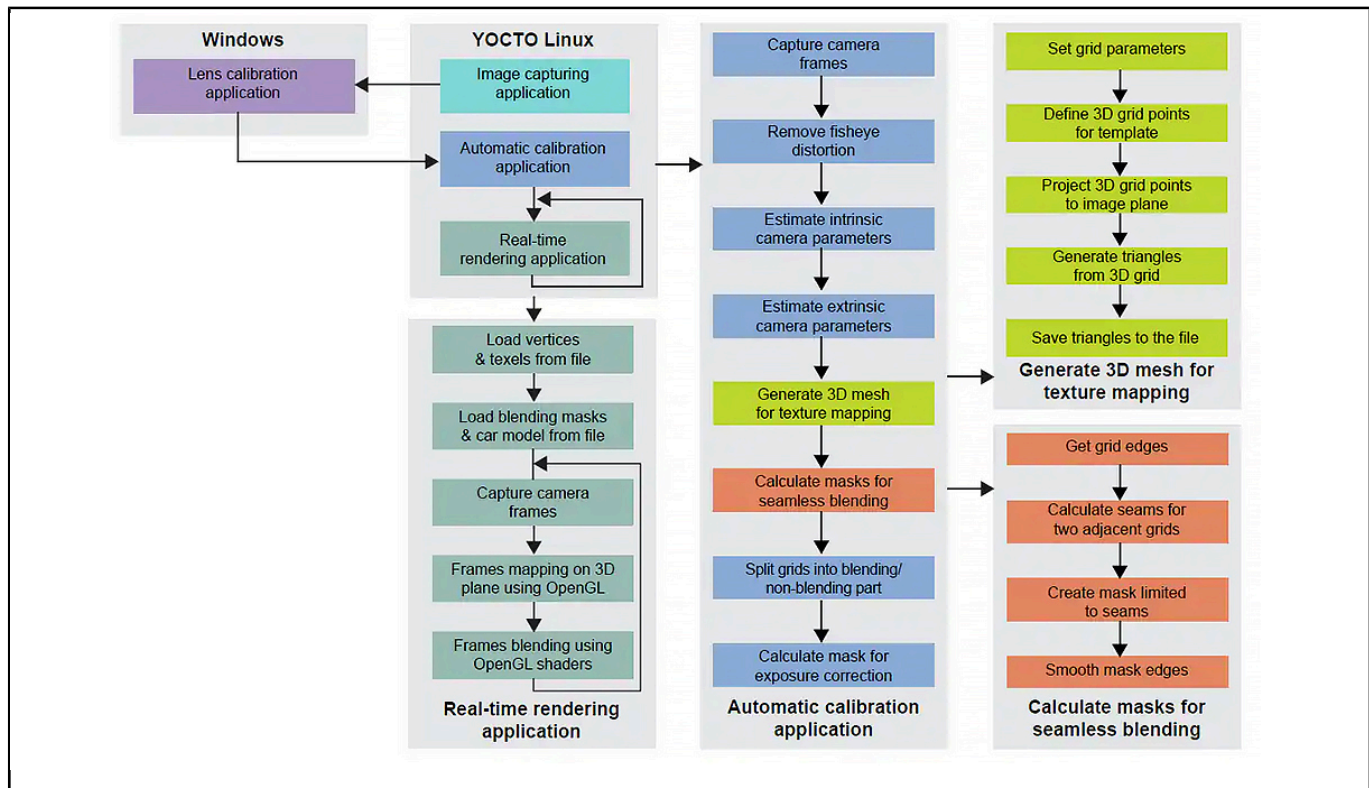 Windows
Lens calibration
application
YOCTO Linux
Image capturing
application
Automatic calibration
application
Real-time
rendering application
Load vertices
& texels from file
Load blending masks
& car model from file
Capture camera
frames
Frames mapping on 3D
plane using OpenGL
Frames blending using
OpenGL shaders
Real-time rendering
application
Capture camera
frames
Remove fisheye
distortion
Estimate intrinsic
camera parameters
Estimate extrinsic
camera parameters
Generate 3D mesh
for texture mapping
Calculate masks for
seamless blending
Split grids into blending/
non-blending part
Calculate mask for
exposure correction
Automatic calibration
application
Set grid parameters
Define 3D grid points
for template
Project 3D grid points
to image plane
Generate triangles
from 3D grid
Save triangles to the file
Generate 3D mesh for
texture mapping
Get grid edges
Calculate seams for
two adjacent grids
Create mask limited
to seams
Smooth mask edges
Calculate masks for
seamless blending